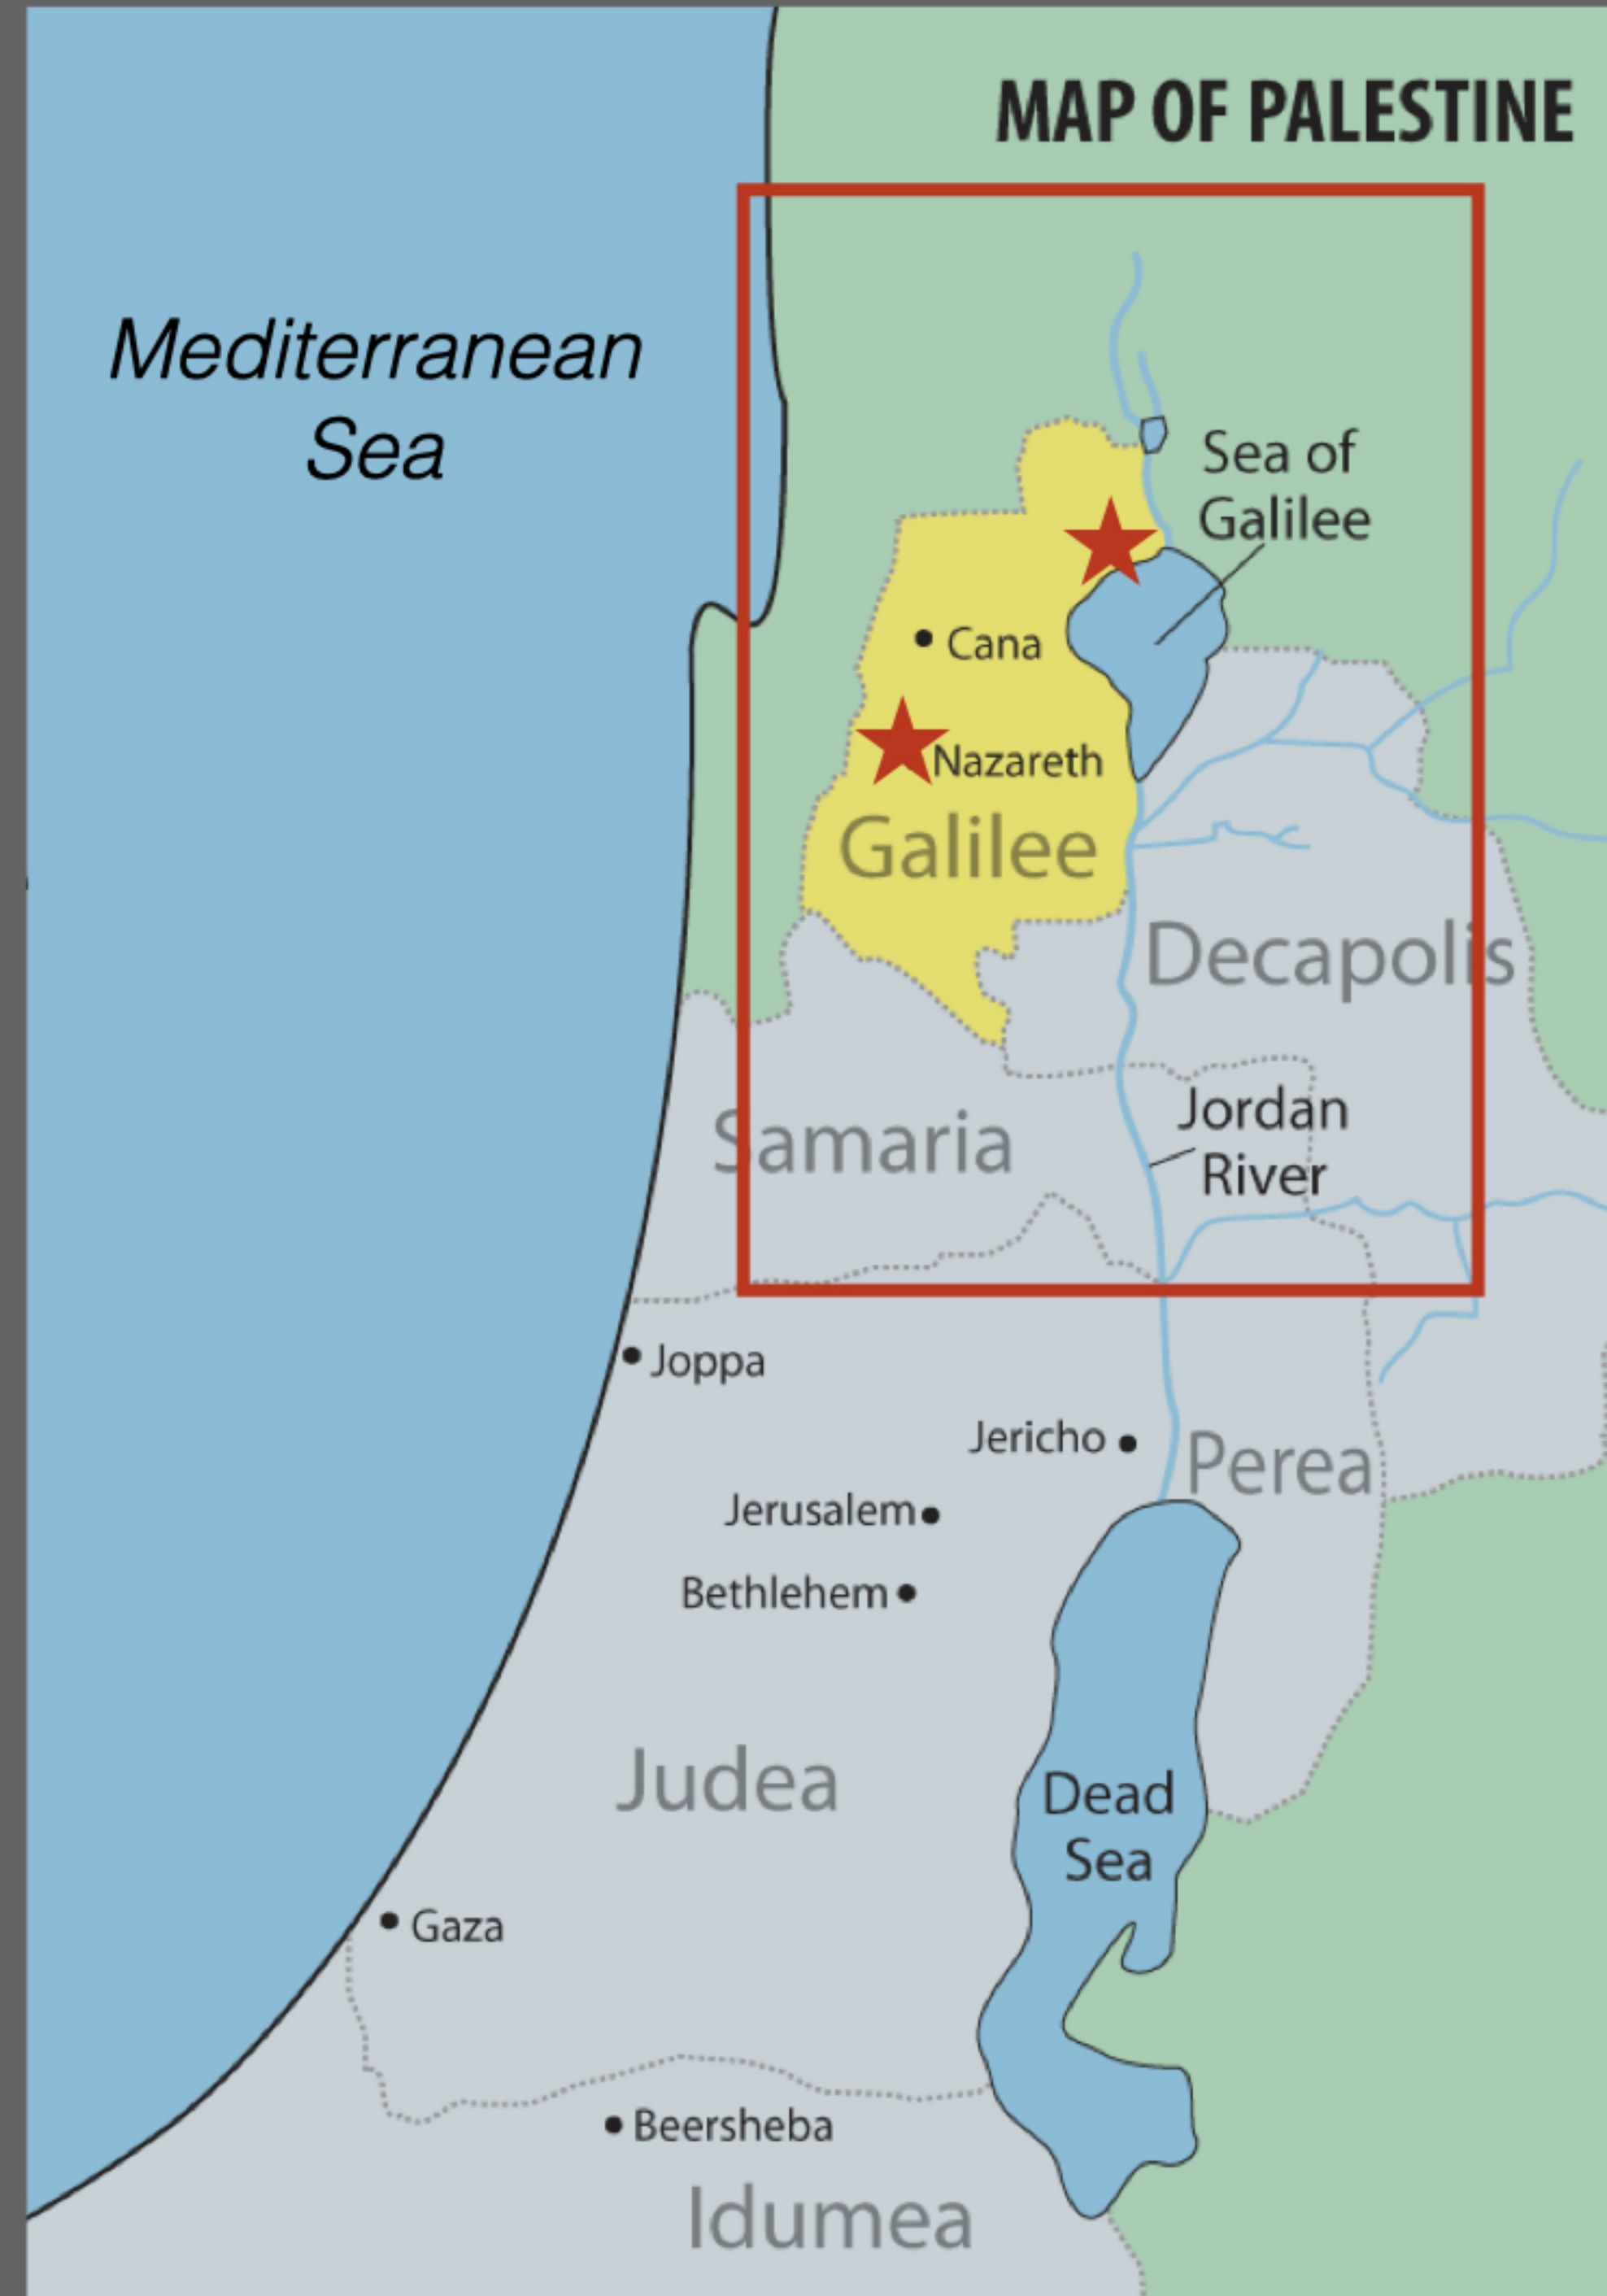 MAP OF PALESTINE
Mediterranean
Sea
Sea of
Galilee
Cana
Nazareth
Galilee
Decapolis
Jordan
River
Samaria
Joppa
Jericho
Perea
Jerusalem
Bethlehem
Judea
Dead
Sea
Gaza
Beersheba
Idumea